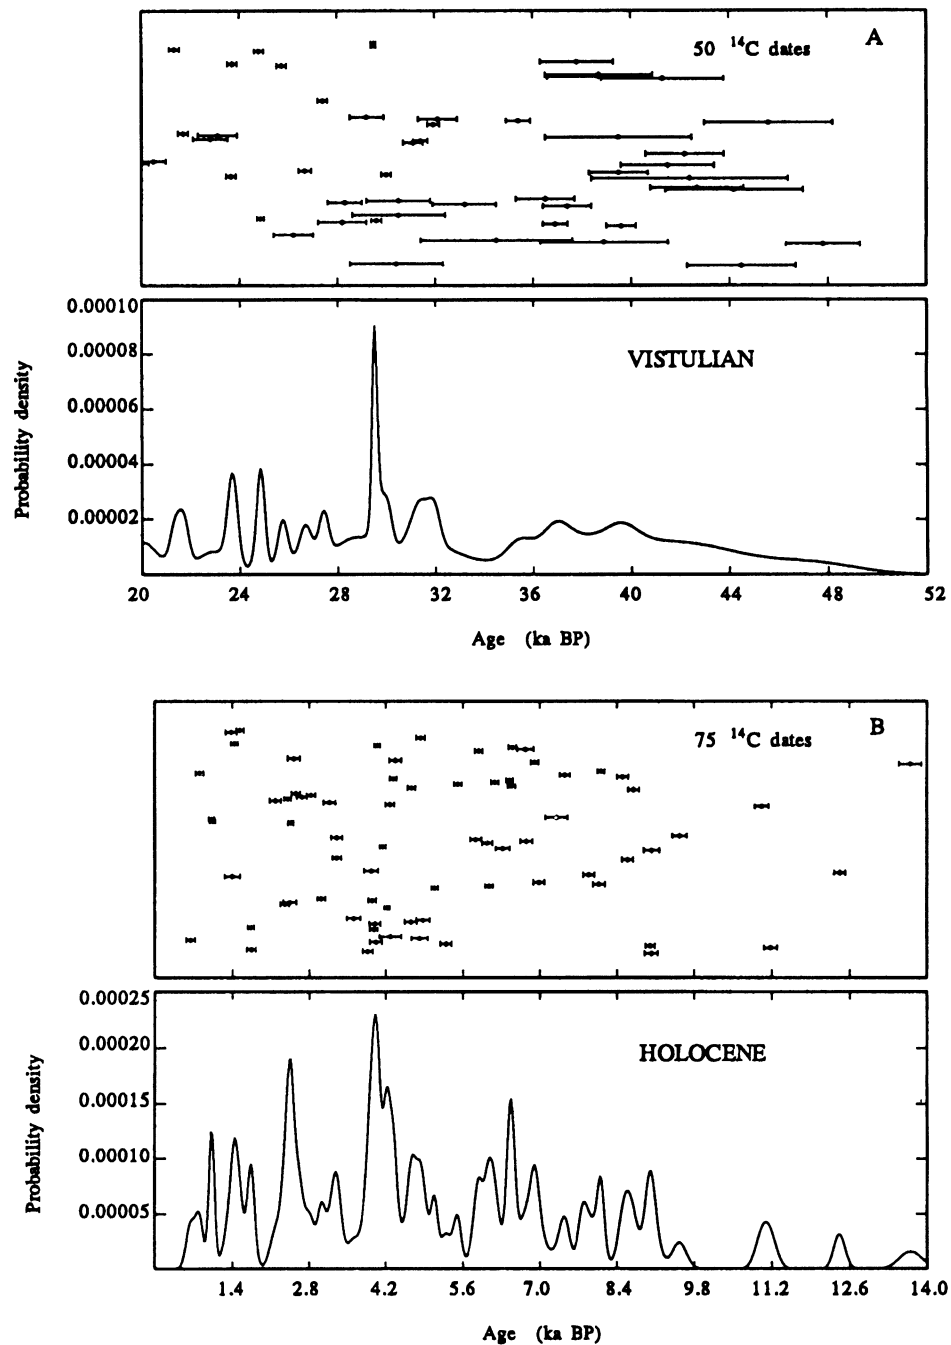 A
50 ¹⁴C dates
0.00010
0.00008
0.00006
0.00004
0.00002
VISTULIAN
Probability density
20 24 28 32 36 40 44 48 52
Age (ka BP)
B
75 ¹⁴C dates
0.00025
0.00020
0.00015
0.00010
0.00005
HOLOCENE
Probability density
1.4 2.8 4.2 5.6 7.0 8.4 9.8 11.2 12.6 14.0
Age (ka BP)